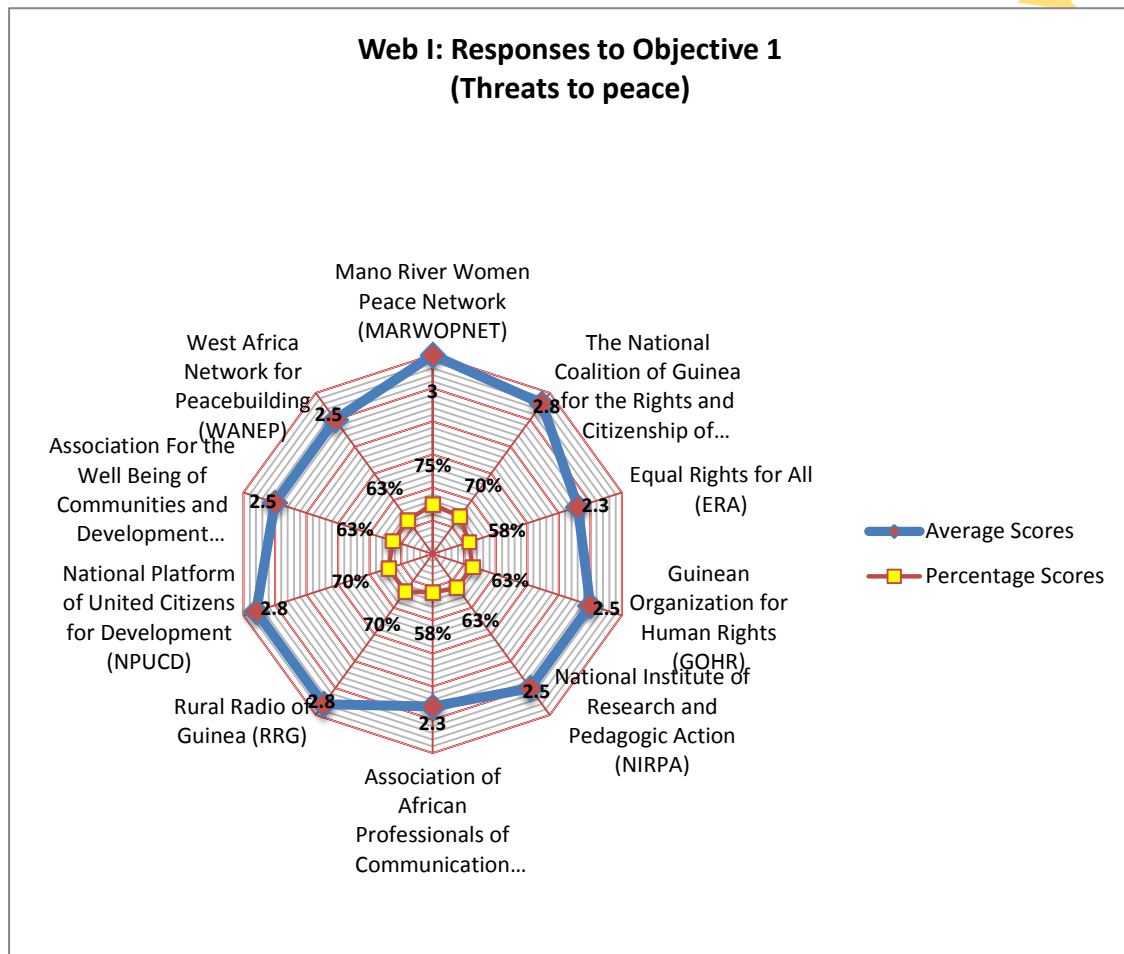 Web I: Responses to Objective 1
(Threats to peace)
Mano River Women
Peace Network
(MARWOPNET)
The National
Coalition of Guinea
for the Rights and
Citizenship of...
Equal Rights for All
(ERA)
Guinean
Organization for
Human Rights
(GOHR)
National Institute of
Research and
Pedagogic Action
(NIRPA)
Association of
African
Professionals of
Communication...
Rural Radio of
Guinea (RRG)
National Platform
of United Citizens
for Development
(NPUCD)
Association For the
Well Being of
Communities and
Development...
West Africa
Network for
Peacebuilding
(WANEP)
3
2.8
2.3
2.5
2.5
2.3
2.8
2.8
2.5
2.5
75%
70%
58%
63%
63%
58%
70%
70%
63%
63%
Average Scores
Percentage Scores